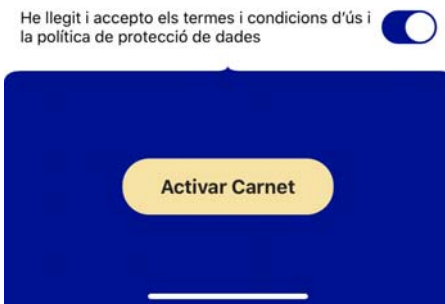 He llegit i accepto els termes i condicions d'ús i
la política de protecció de dades
Activar Carnet